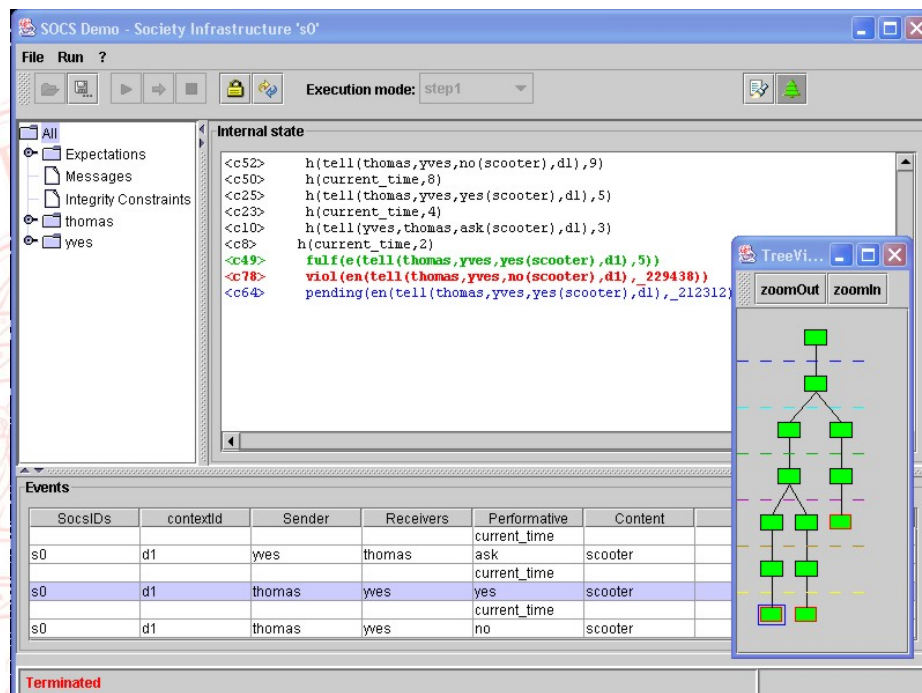 SOCS Demo - Society Infrastructure 's0'
File Run ?
Execution mode: step1
All
Expectations
Messages
Integrity Constraints
thomas
yves
Internal state
<c52> h(tell(thomas,yves,no(scooter),d1),9)
<c50> h(current_time,8)
<c25> h(tell(thomas,yves,yes(scooter),d1),5)
<c23> h(current_time,4)
<c10> h(tell(yves,thomas,ask(scooter),d1),3)
<c8> h(current_time,2)
<c49> fulf(e(tell(thomas,yves,yes(scooter),d1),5))
<c78> viol(en(tell(thomas,yves,no(scooter),d1),_229438))
<c64> pending(en(tell(thomas,yves,yes(scooter),d1),_212312)
TreeVi...
zoomOut zoomIn
Events
SocsIDs contextId Sender Receivers Performative Content
current_time
s0 d1 yves thomas ask scooter
current_time
s0 d1 thomas yves yes scooter
current_time
s0 d1 thomas yves no scooter
Terminated